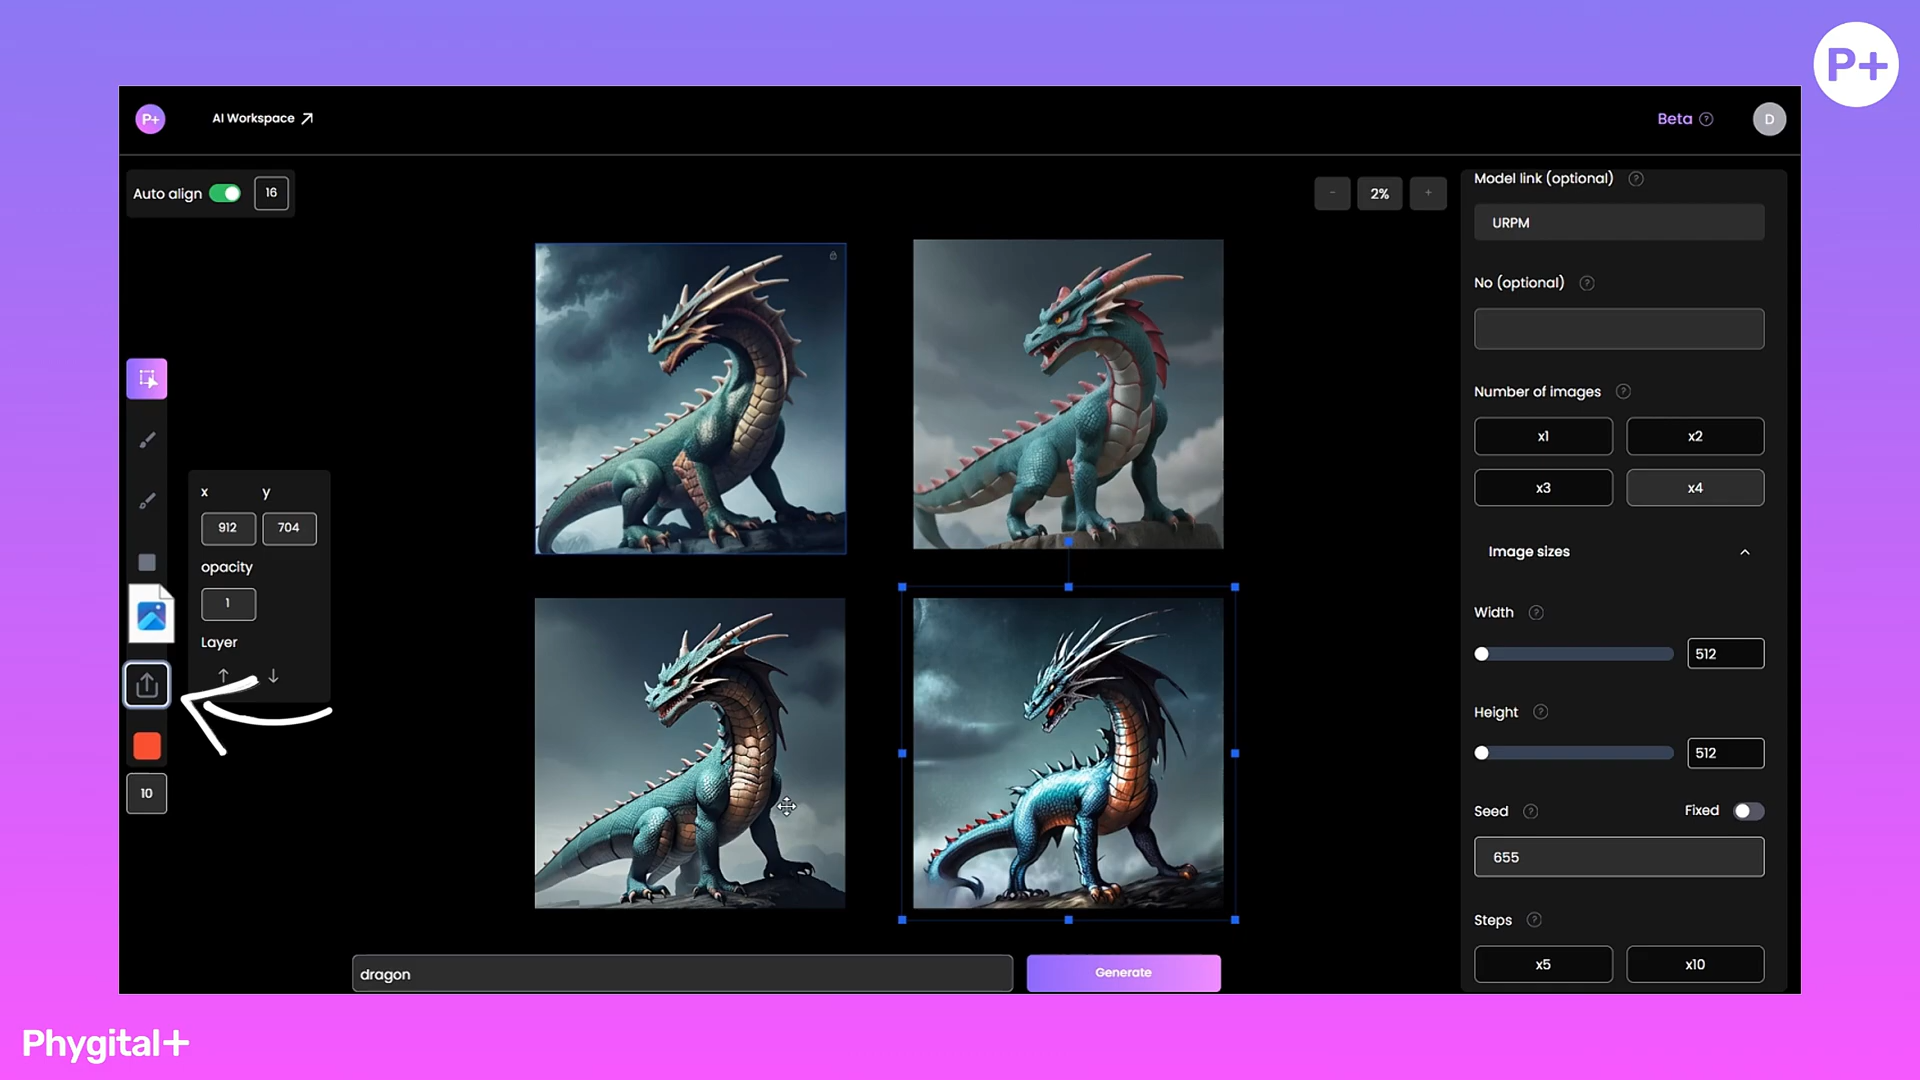 P+
P+
AI Workspace
Beta
D
Auto align
16
-
2%
+
x
y
912
704
opacity
1
Layer
10
dragon
Generate
Model link (optional)
URPM
No (optional)
Number of images
x1
x2
x3
x4
Image sizes
Width
512
Height
512
Seed
Fixed
655
Steps
x5
x10
Phygital+